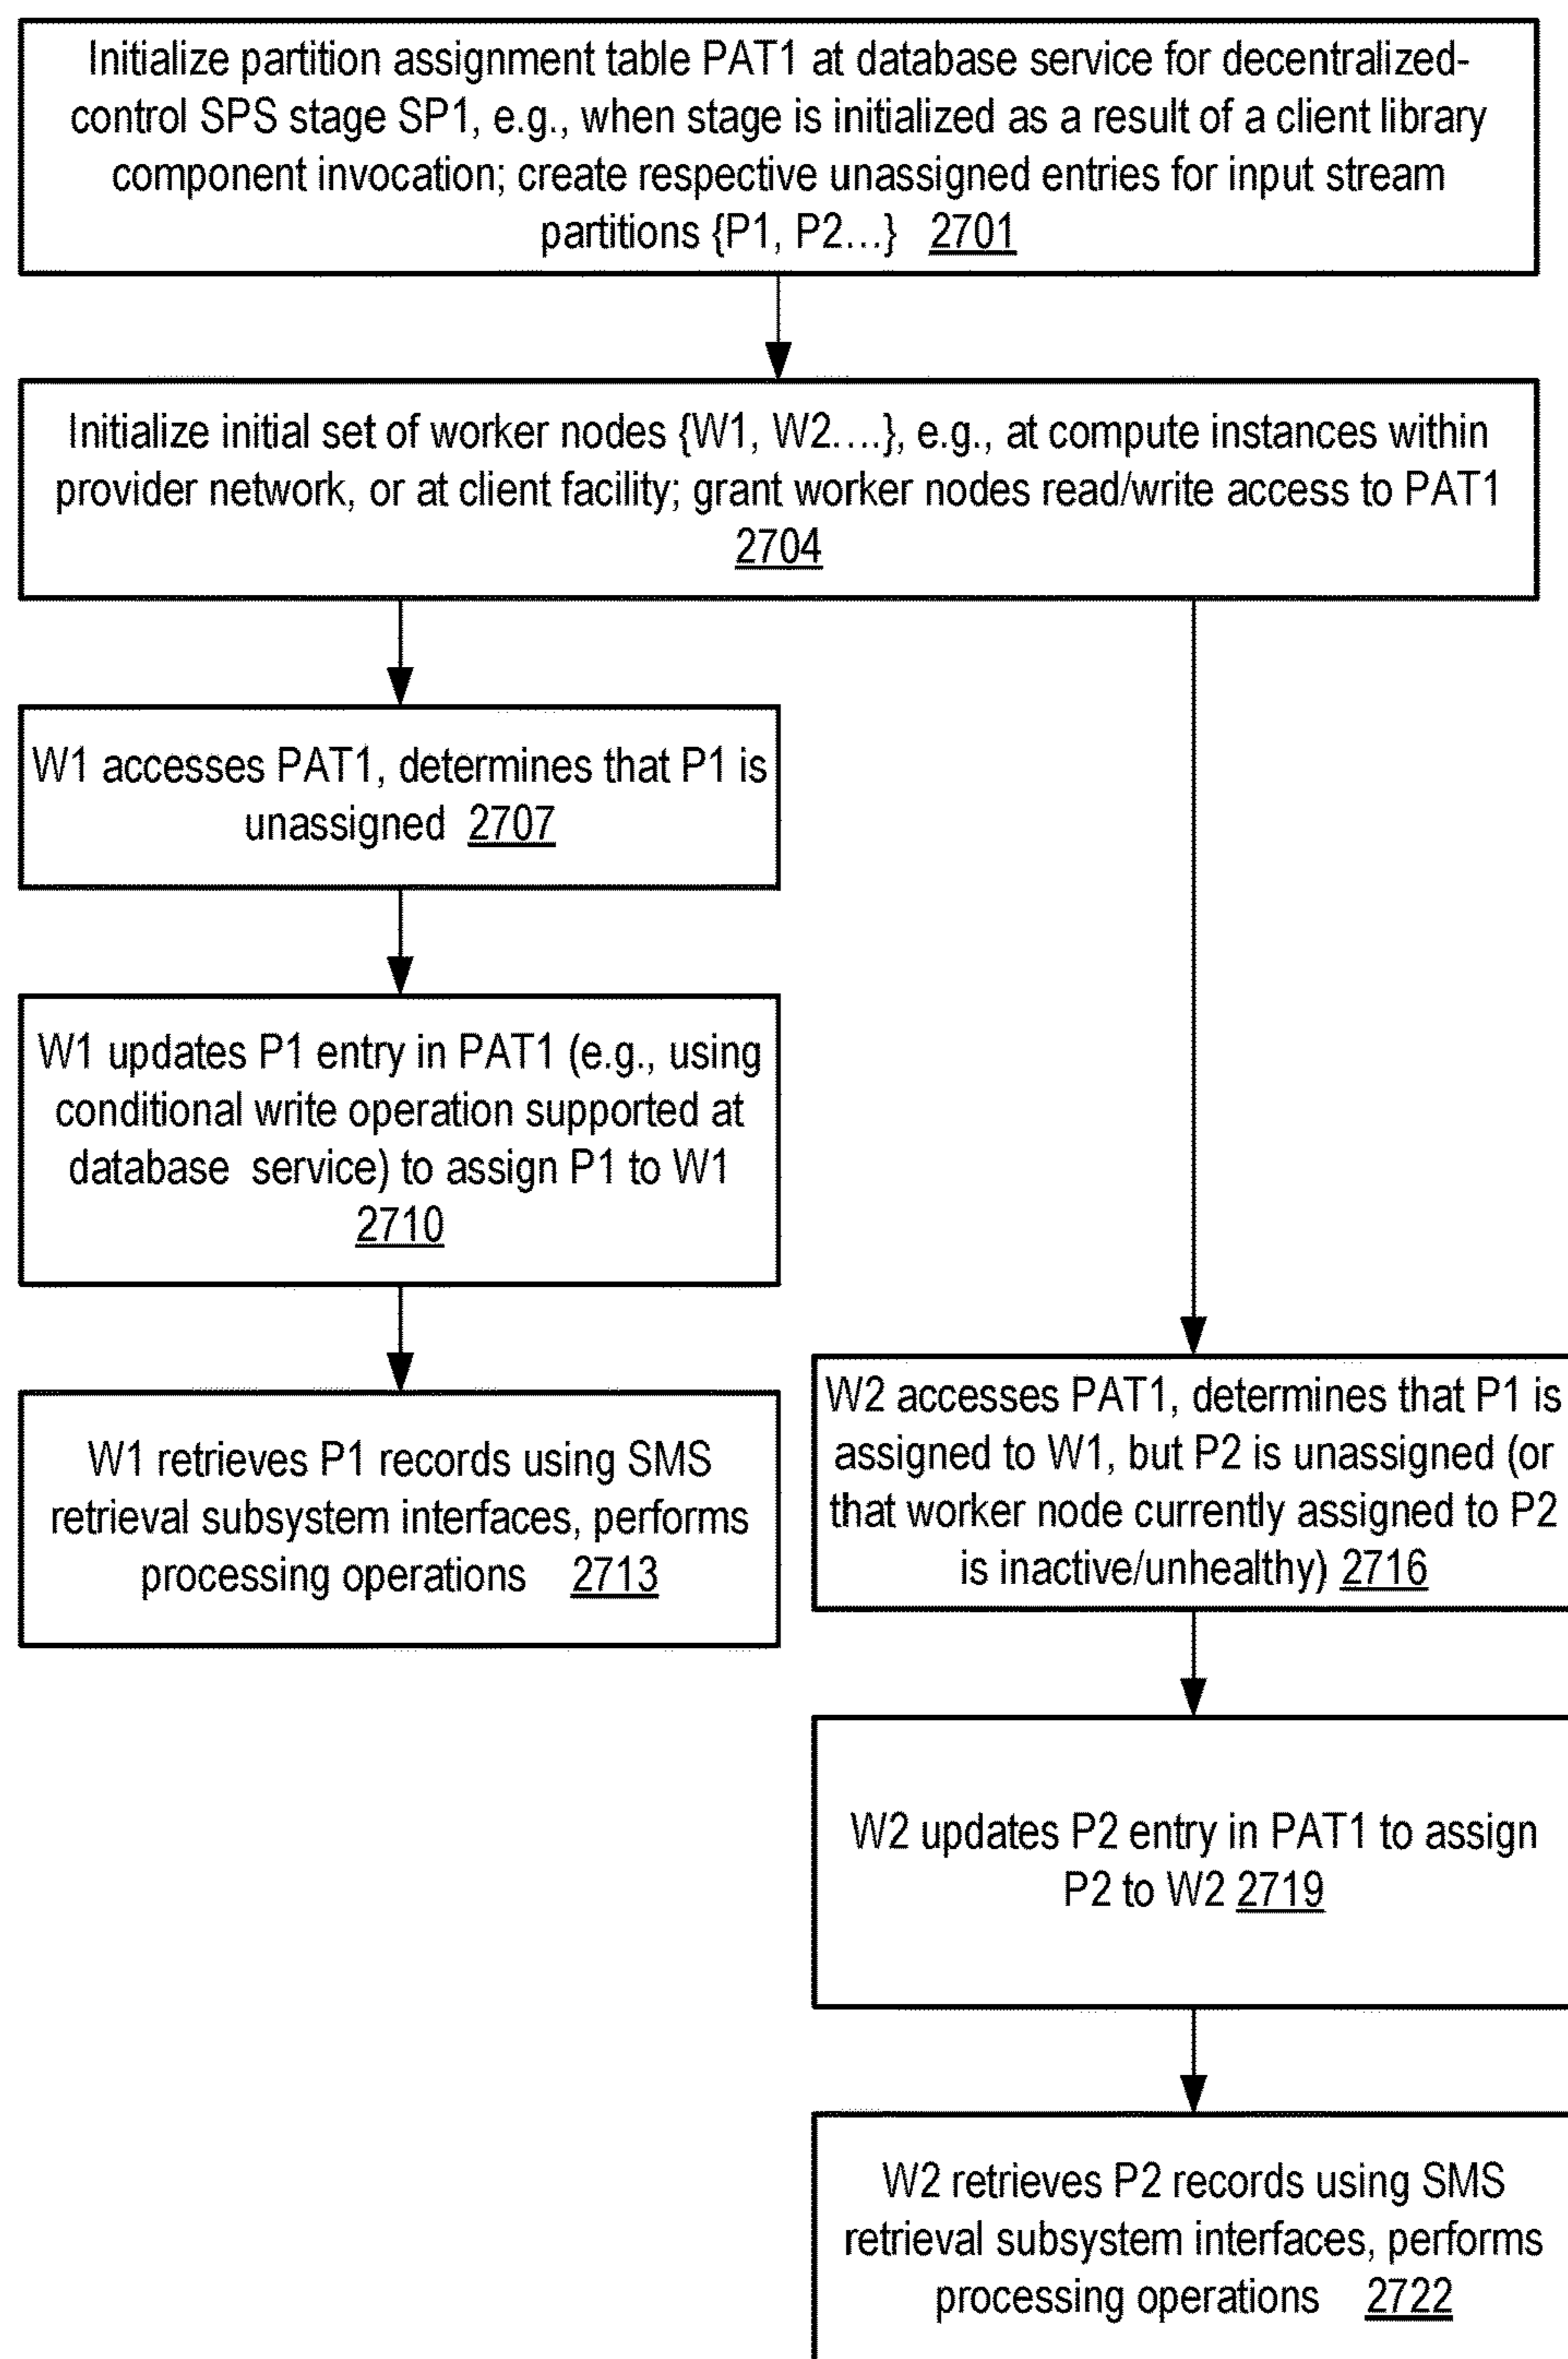 Initialize partition assignment table PAT1 at database service for decentralized-
control SPS stage SP1, e.g., when stage is initialized as a result of a client library
component invocation; create respective unassigned entries for input stream
partitions {P1, P2…} 2701
Initialize initial set of worker nodes {W1, W2….}, e.g., at compute instances within
provider network, or at client facility; grant worker nodes read/write access to PAT1
2704
W1 accesses PAT1, determines that P1 is
unassigned 2707
W1 updates P1 entry in PAT1 (e.g., using
conditional write operation supported at
database service) to assign P1 to W1
2710
W1 retrieves P1 records using SMS
retrieval subsystem interfaces, performs
processing operations 2713
W2 accesses PAT1, determines that P1 is
assigned to W1, but P2 is unassigned (or
that worker node currently assigned to P2
is inactive/unhealthy) 2716
W2 updates P2 entry in PAT1 to assign
P2 to W2 2719
W2 retrieves P2 records using SMS
retrieval subsystem interfaces, performs
processing operations 2722